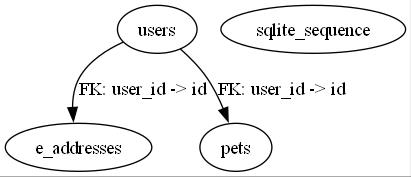 users
sqlite_sequence
FK: user_id -> id
FK: user_id -> id
e_addresses
pets